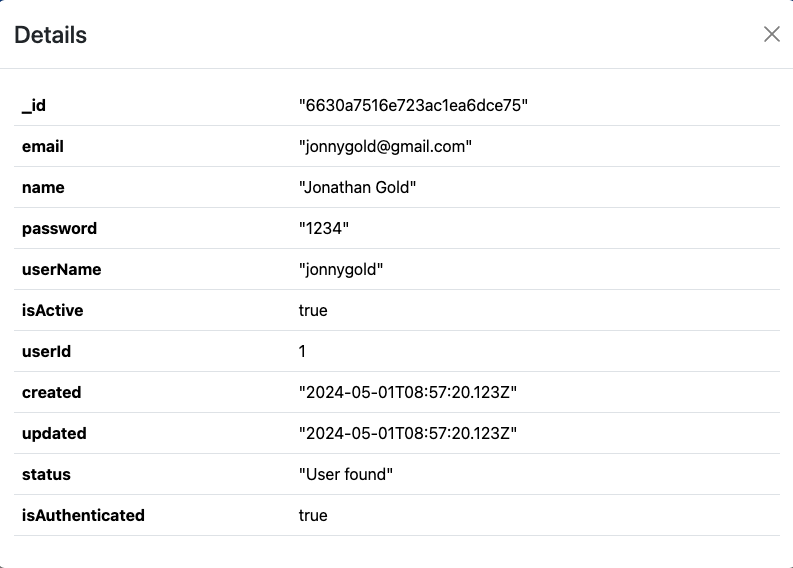 Details
_id "6630a7516e723ac1ea6dce75"
email "jonnygold@gmail.com"
name "Jonathan Gold"
password "1234"
userName "jonnygold"
isActive true
userId 1
created "2024-05-01T08:57:20.123Z"
updated "2024-05-01T08:57:20.123Z"
status "User found"
isAuthenticated true